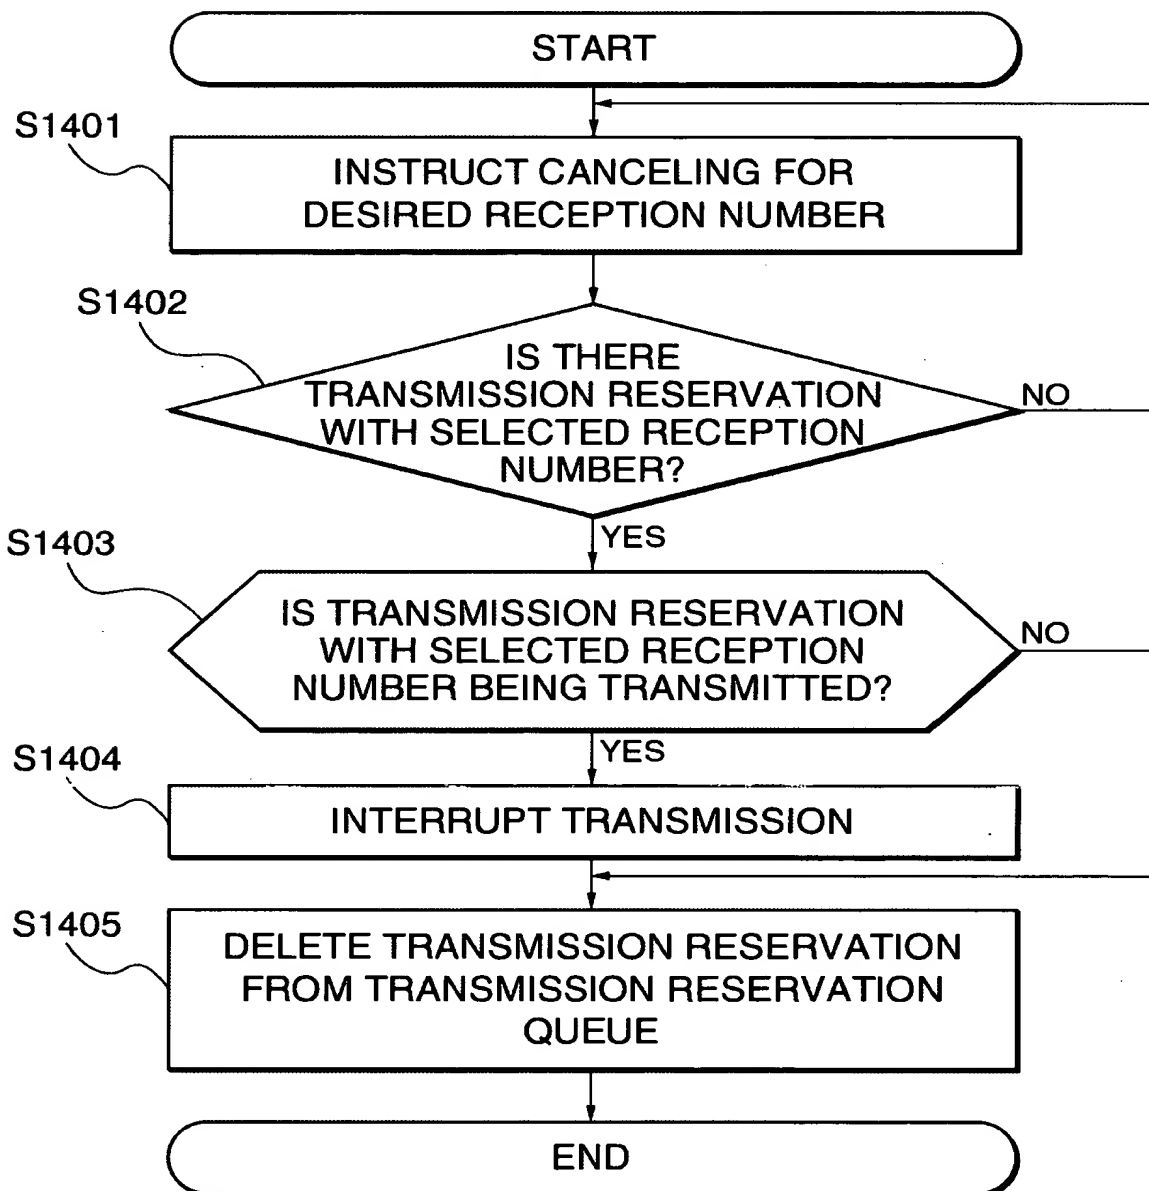 START
S1401
INSTRUCT CANCELING FOR
DESIRED RECEPTION NUMBER
S1402
IS THERE
TRANSMISSION RESERVATION
WITH SELECTED RECEPTION
NUMBER?
NO
YES
S1403
IS TRANSMISSION RESERVATION
WITH SELECTED RECEPTION
NUMBER BEING TRANSMITTED?
NO
YES
S1404
INTERRUPT TRANSMISSION
S1405
DELETE TRANSMISSION RESERVATION
FROM TRANSMISSION RESERVATION
QUEUE
END